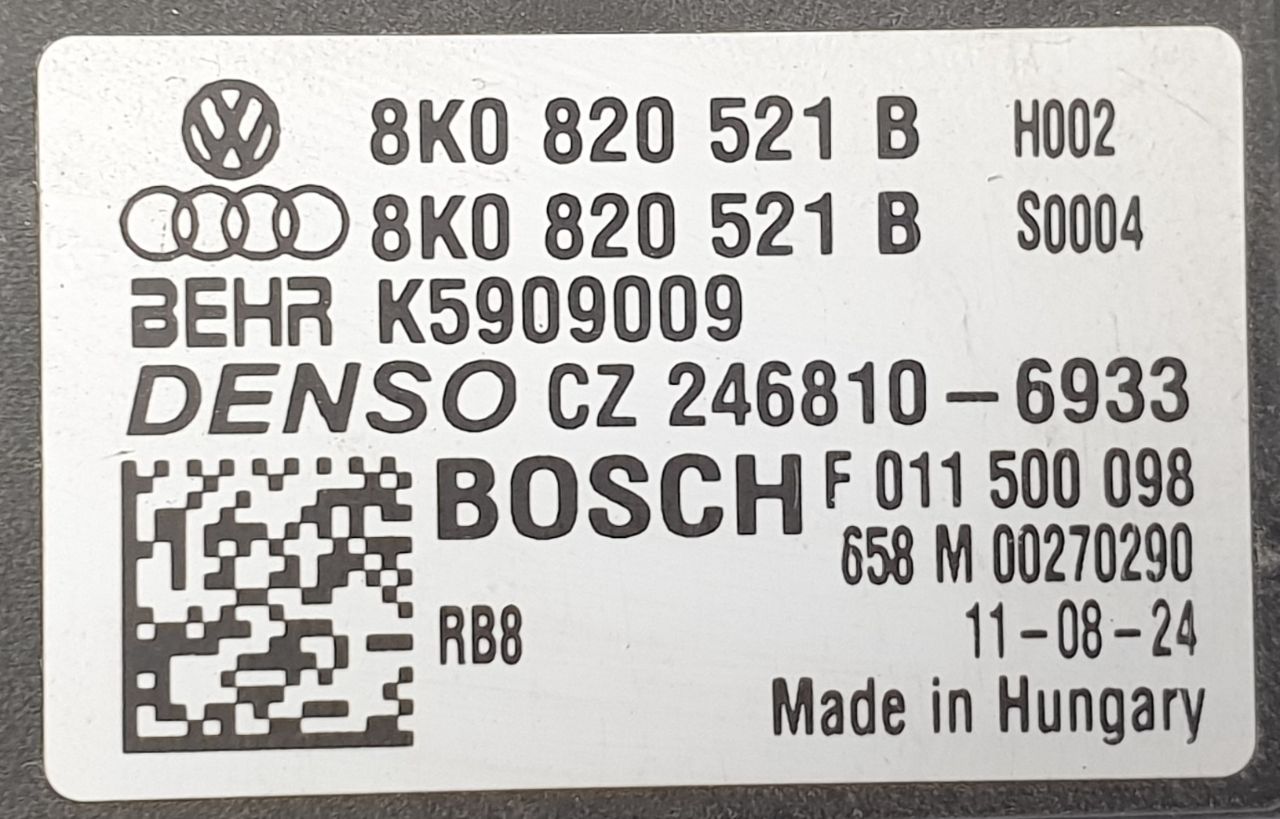 8K0 820 521 B H002
8K0 820 521 B S0004
BEHR K5909009
DENSO CZ 246810-6933
BOSCH F 011 500 098
658 M 00270290
RB8 11-08-24
Made in Hungary